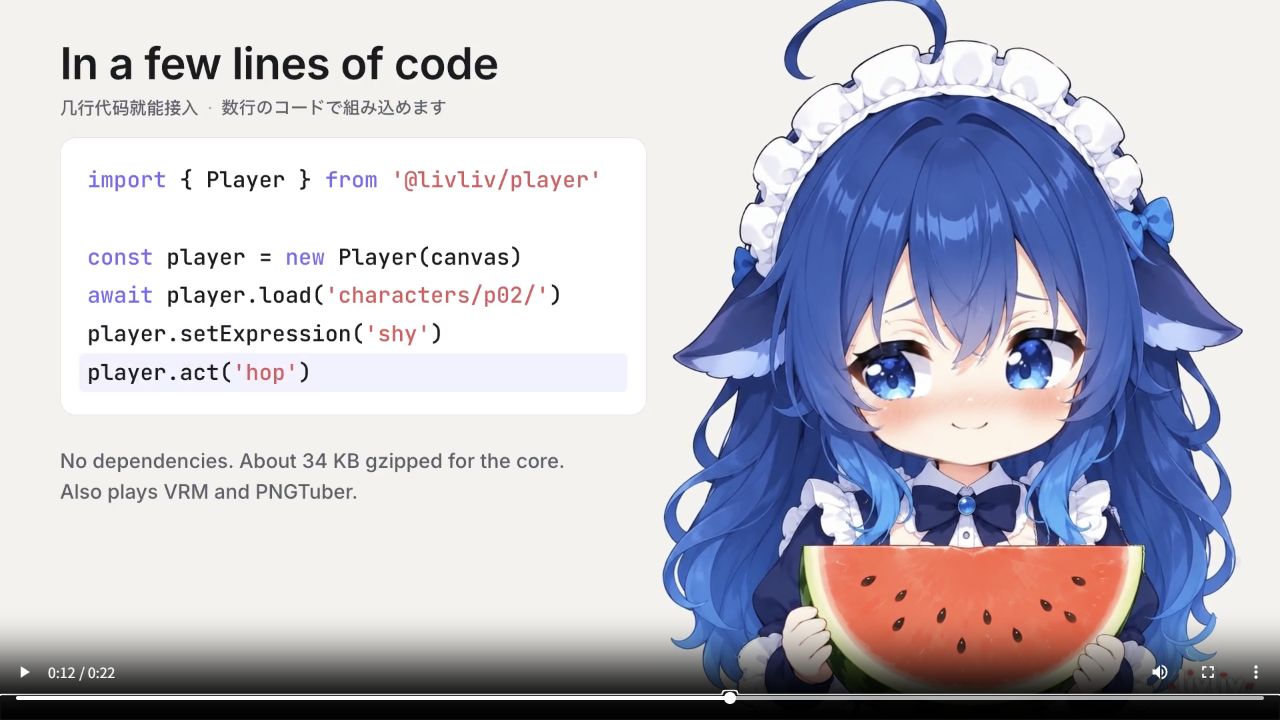 In a few lines of code
几行代码就能接入 · 数行のコードで組み込めます
import { Player } from '@livliv/player'
const player = new Player(canvas)
await player.load('characters/p02/')
player.setExpression('shy')
player.act('hop')
No dependencies. About 34 KB gzipped for the core.
Also plays VRM and PNGTuber.
0:12 / 0:22